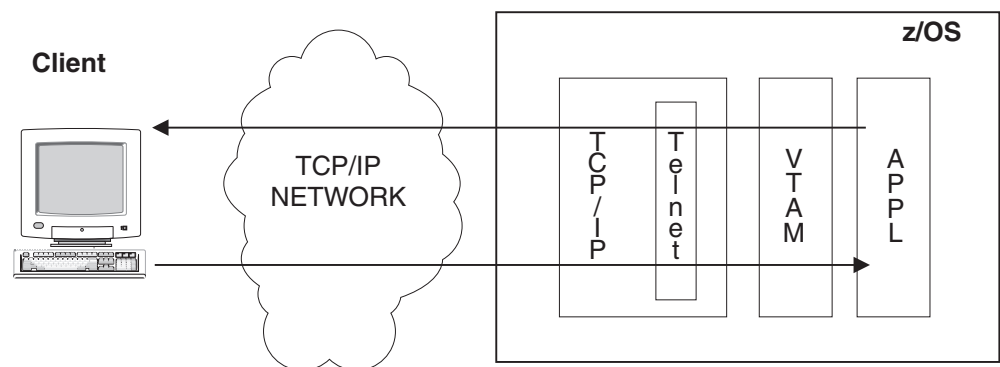 z/OS
Client
TCP/IP
NETWORK
TCP/IP
Telnet
VTAM
APPL